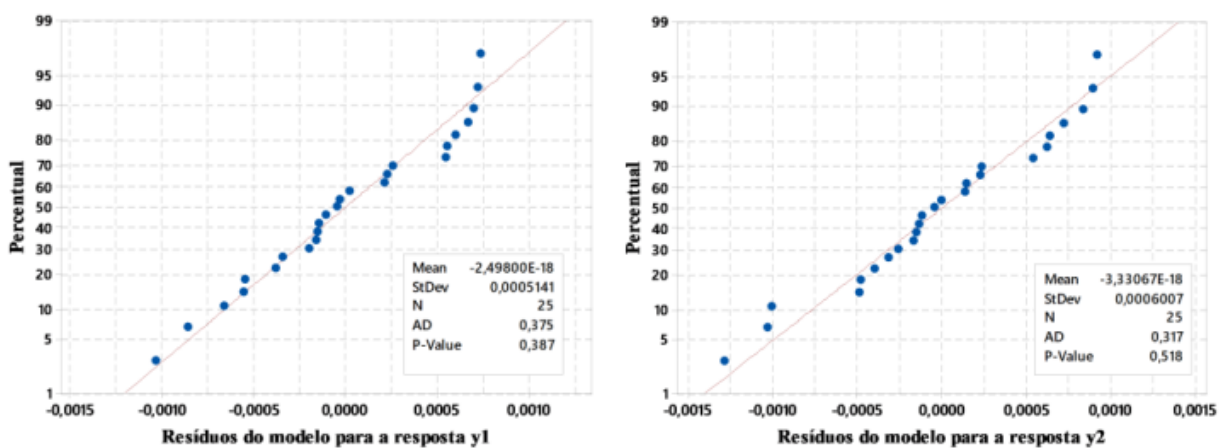 99
95
90
80
70
60
50
40
30
20
10
5
1
Percentual
Mean -2,49800E-18
StDev 0,0005141
N 25
AD 0,375
P-Value 0,387
-0,0015 -0,0010 -0,0005 0,0000 0,0005 0,0010
Resíduos do modelo para a resposta y1
99
95
90
80
70
60
50
40
30
20
10
5
1
Percentual
Mean -3,33067E-18
StDev 0,0006007
N 25
AD 0,317
P-Value 0,518
-0,0015 -0,0010 -0,0005 0,0000 0,0005 0,0010 0,0015
Resíduos do modelo para a resposta y2